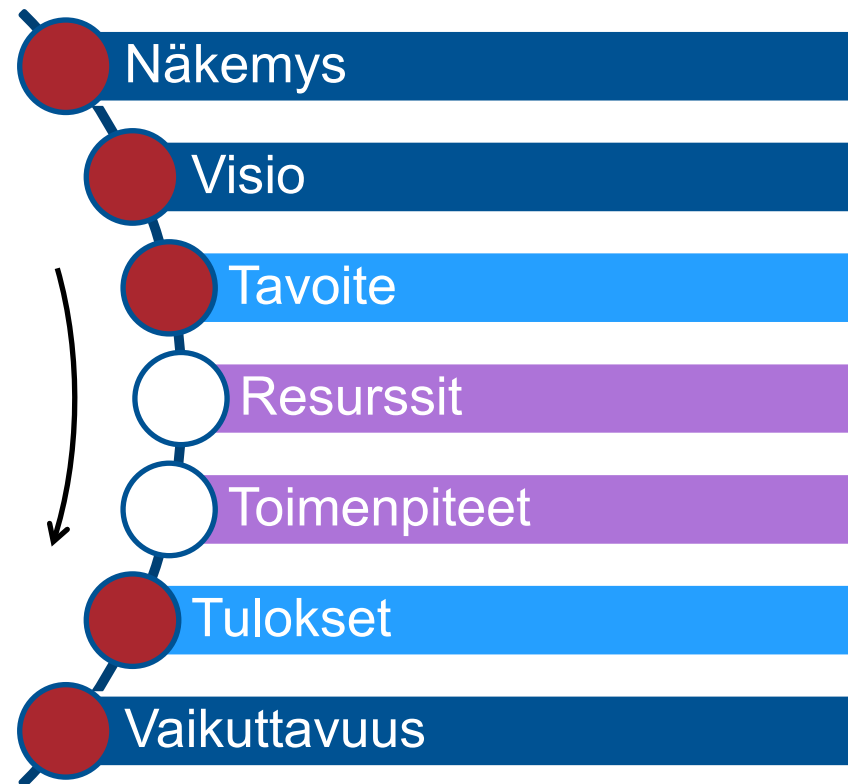 Näkemys
Visio
Tavoite
Resurssit
Toimenpiteet
Tulokset
Vaikuttavuus